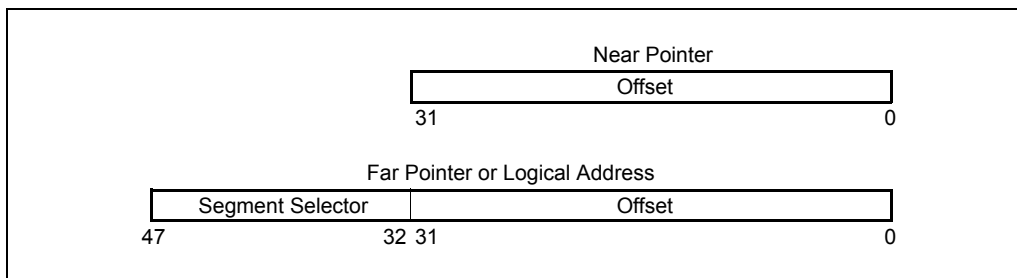 Near Pointer
Offset
31 0
Far Pointer or Logical Address
Segment Selector Offset
47 32 31 0